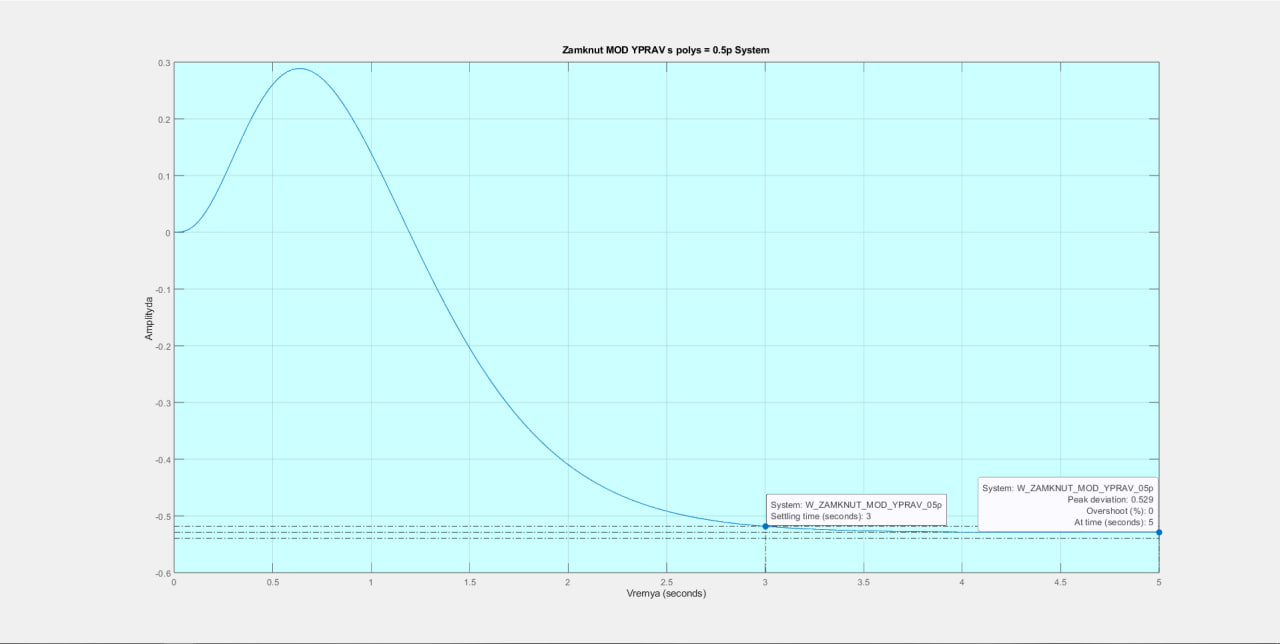 Zamknut MOD YPRAV s polys = 0.5p System
0.3
0.2
0.1
0
-0.1
-0.2
-0.3
-0.4
-0.5
-0.6
Amplityda
System: W_ZAMKNUT_MOD_YPRAV_05p
Settling time (seconds): 3
System: W_ZAMKNUT_MOD_YPRAV_05p
Peak deviation: 0.529
Overshoot (%): 0
At time (seconds): 5
0 0.5 1 1.5 2 2.5 3 3.5 4 4.5 5
Vremya (seconds)